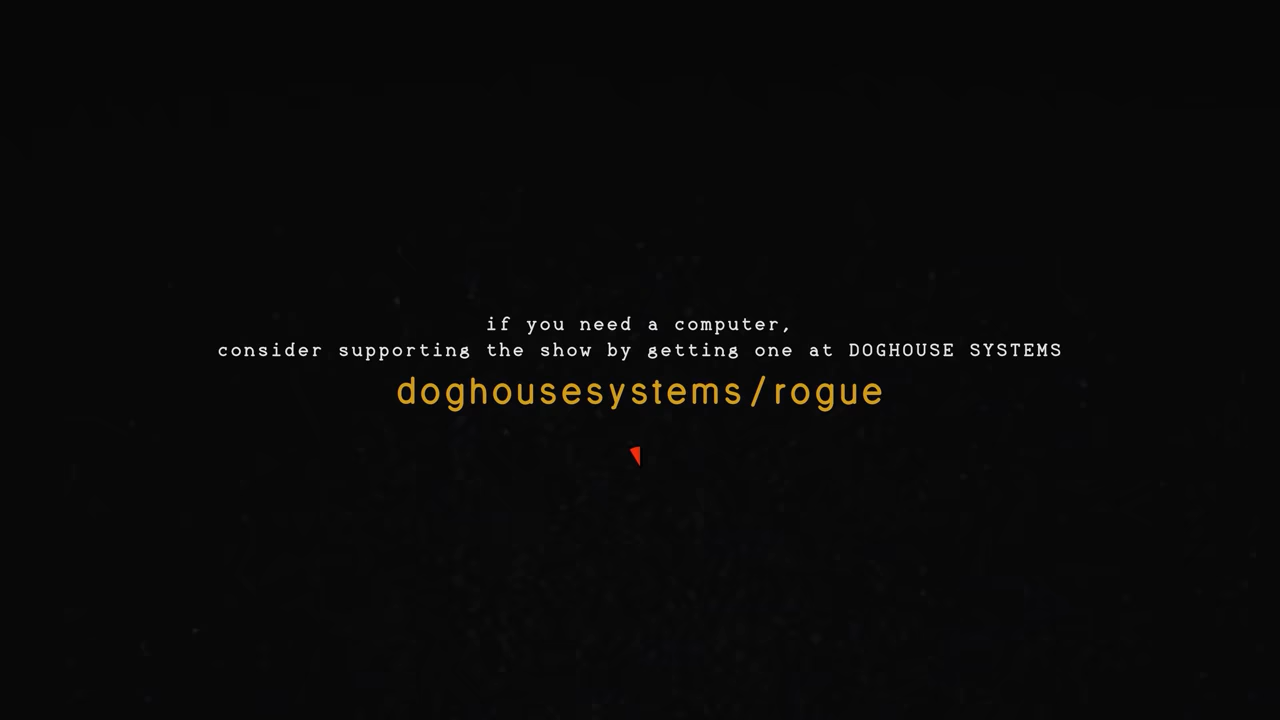 if you need a computer,
consider supporting the show by getting one at DOGHOUSE SYSTEMS
doghousesystems/rogue